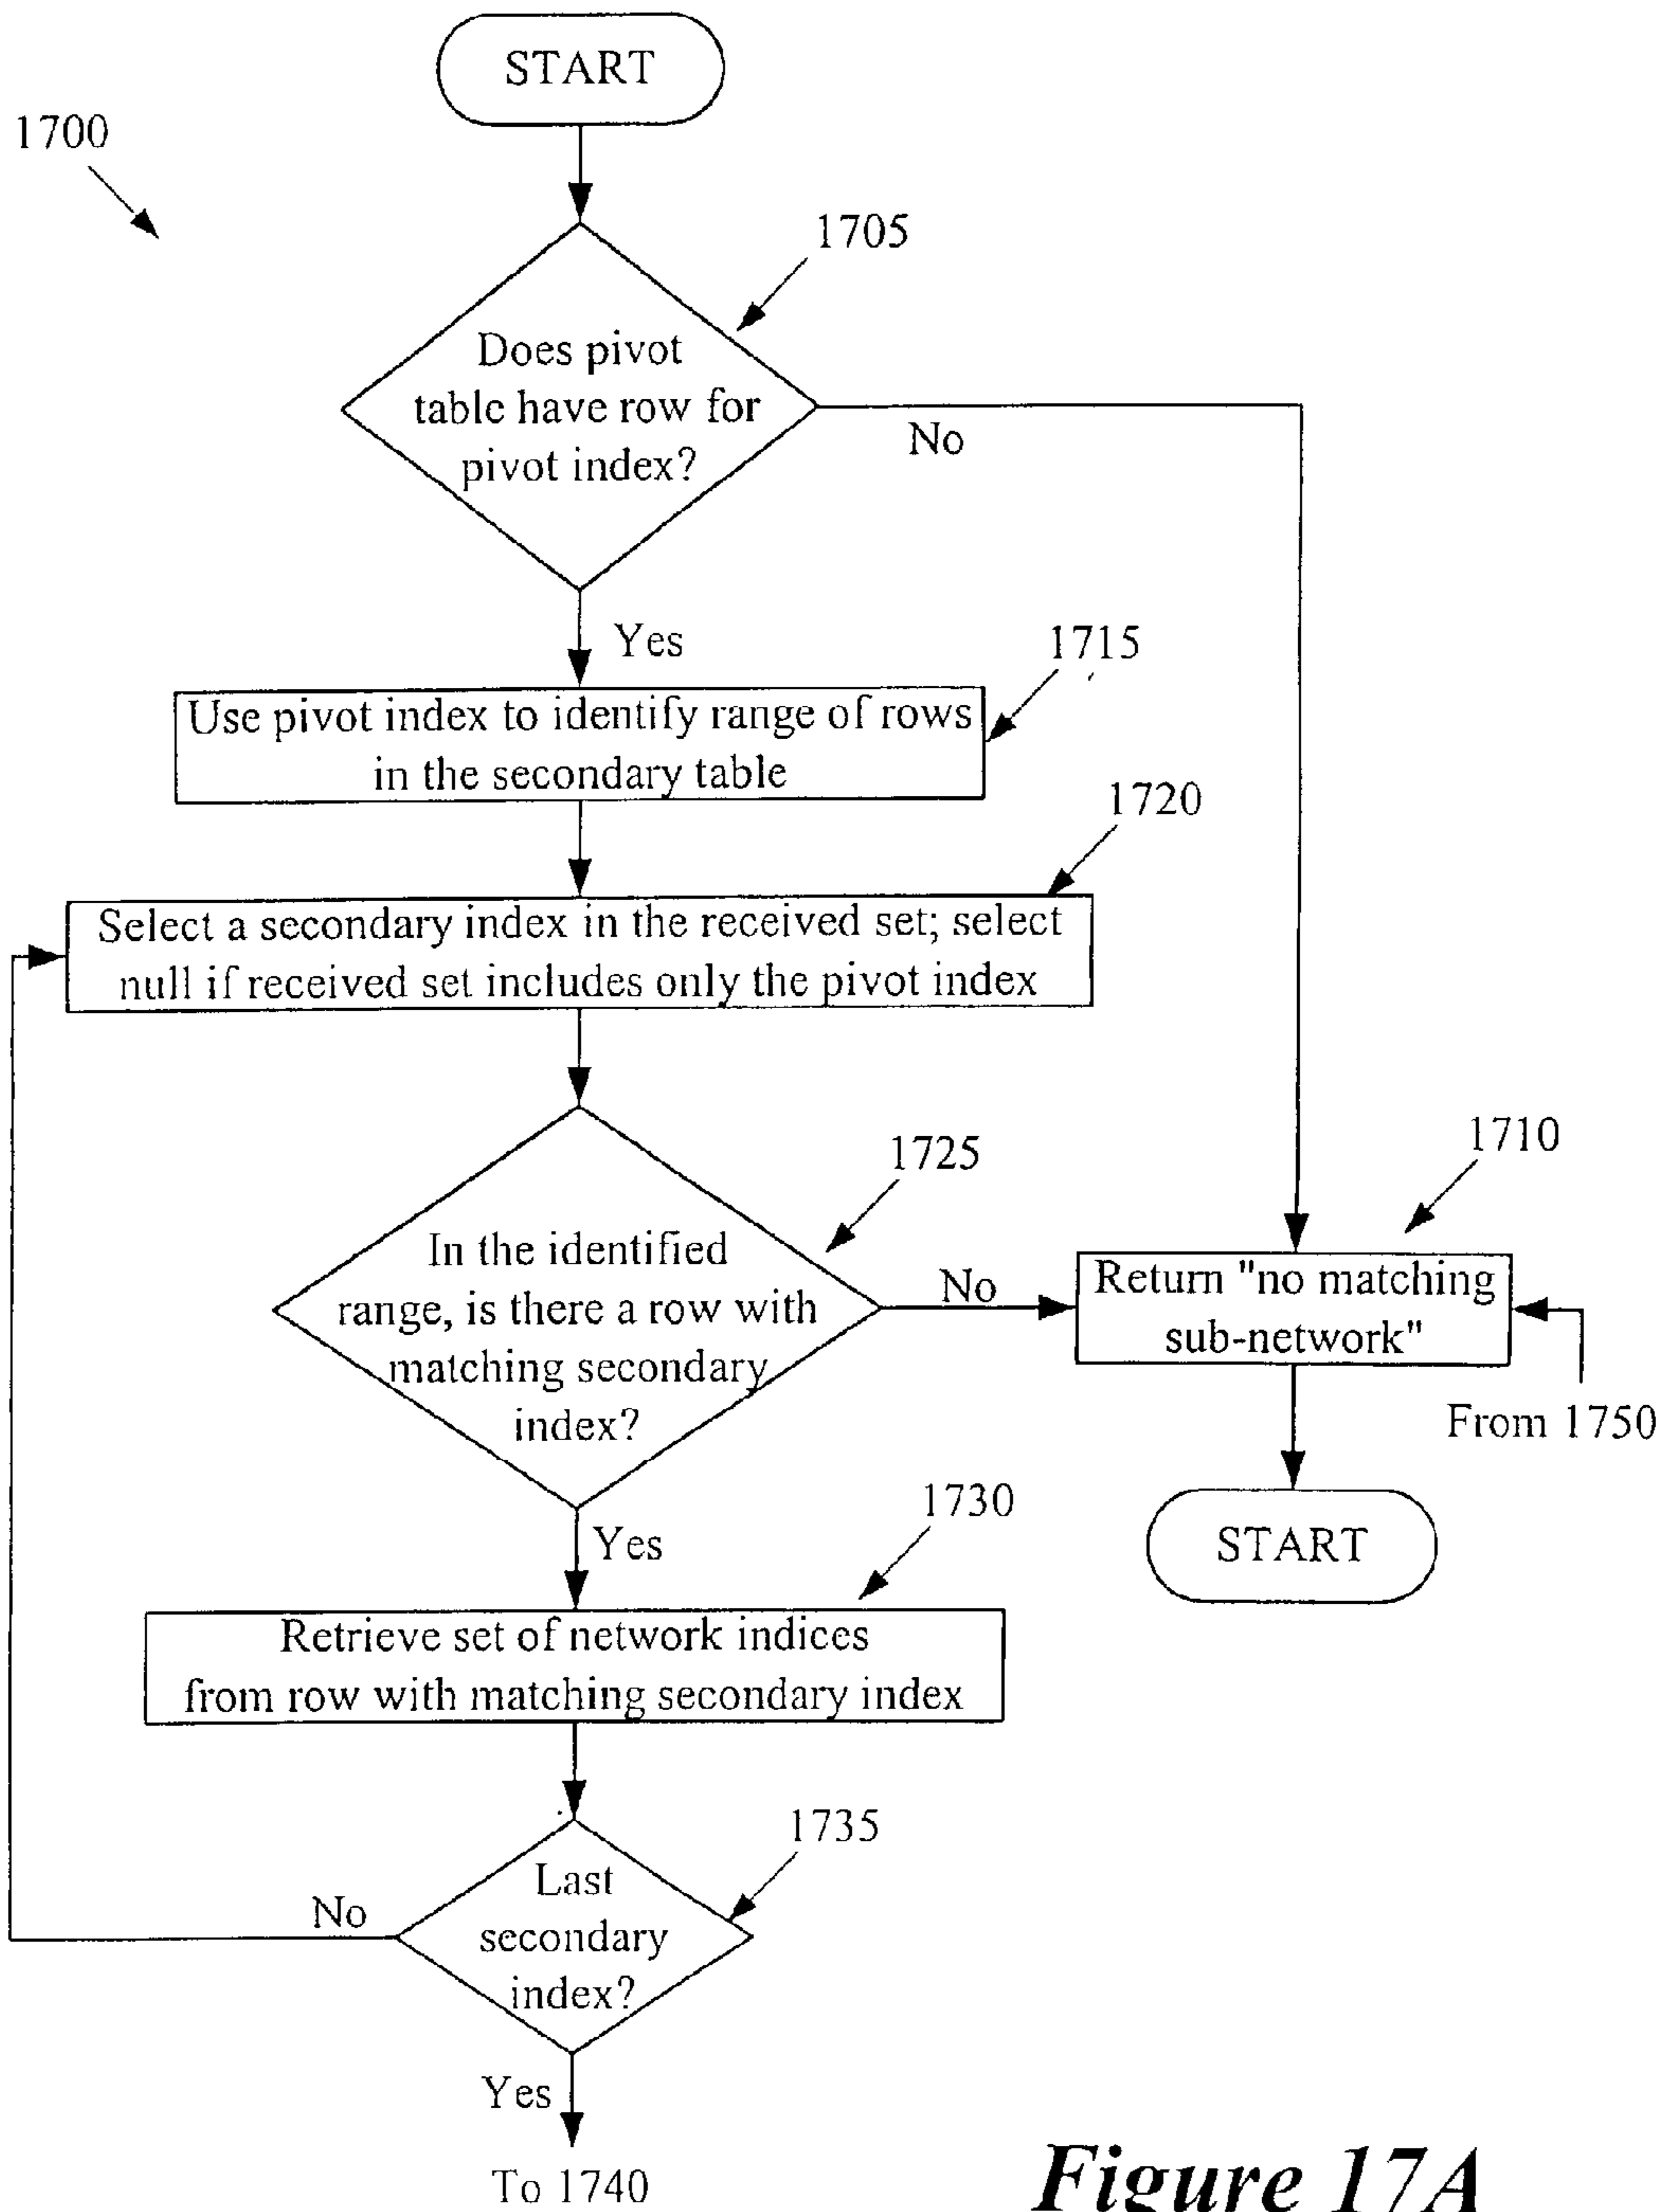 START
1700
1705
Does pivot
table have row for
pivot index?
No
Yes
1715
Use pivot index to identify range of rows
in the secondary table
1720
Select a secondary index in the received set; select
null if received set includes only the pivot index
1725
In the identified
range, is there a row with
matching secondary
index?
No
1710
Return "no matching
sub-network"
From 1750
START
Yes
1730
Retrieve set of network indices
from row with matching secondary index
1735
Last
secondary
index?
No
Yes
To 1740
Figure 17A